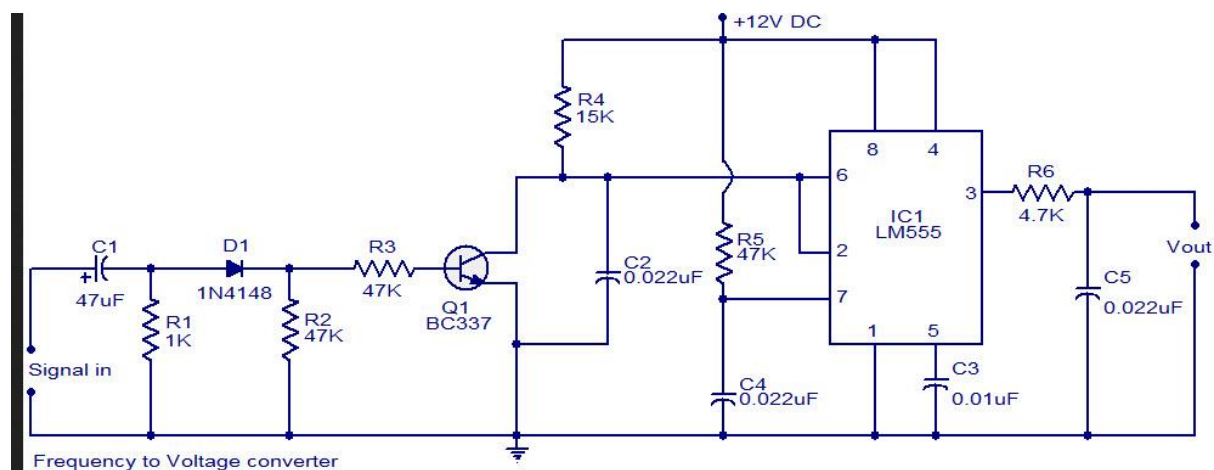 +12V DC
R4
15K
8
4
6
R6
3
4.7K
IC1
LM555
C1
D1
R3
R5
47K
2
C2
0.022uF
Vout
+
47uF
1N4148
47K
7
C5
0.022uF
Q1
BC337
R1
1K
R2
47K
1
5
Signal in
C4
0.022uF
C3
0.01uF
Frequency to Voltage converter